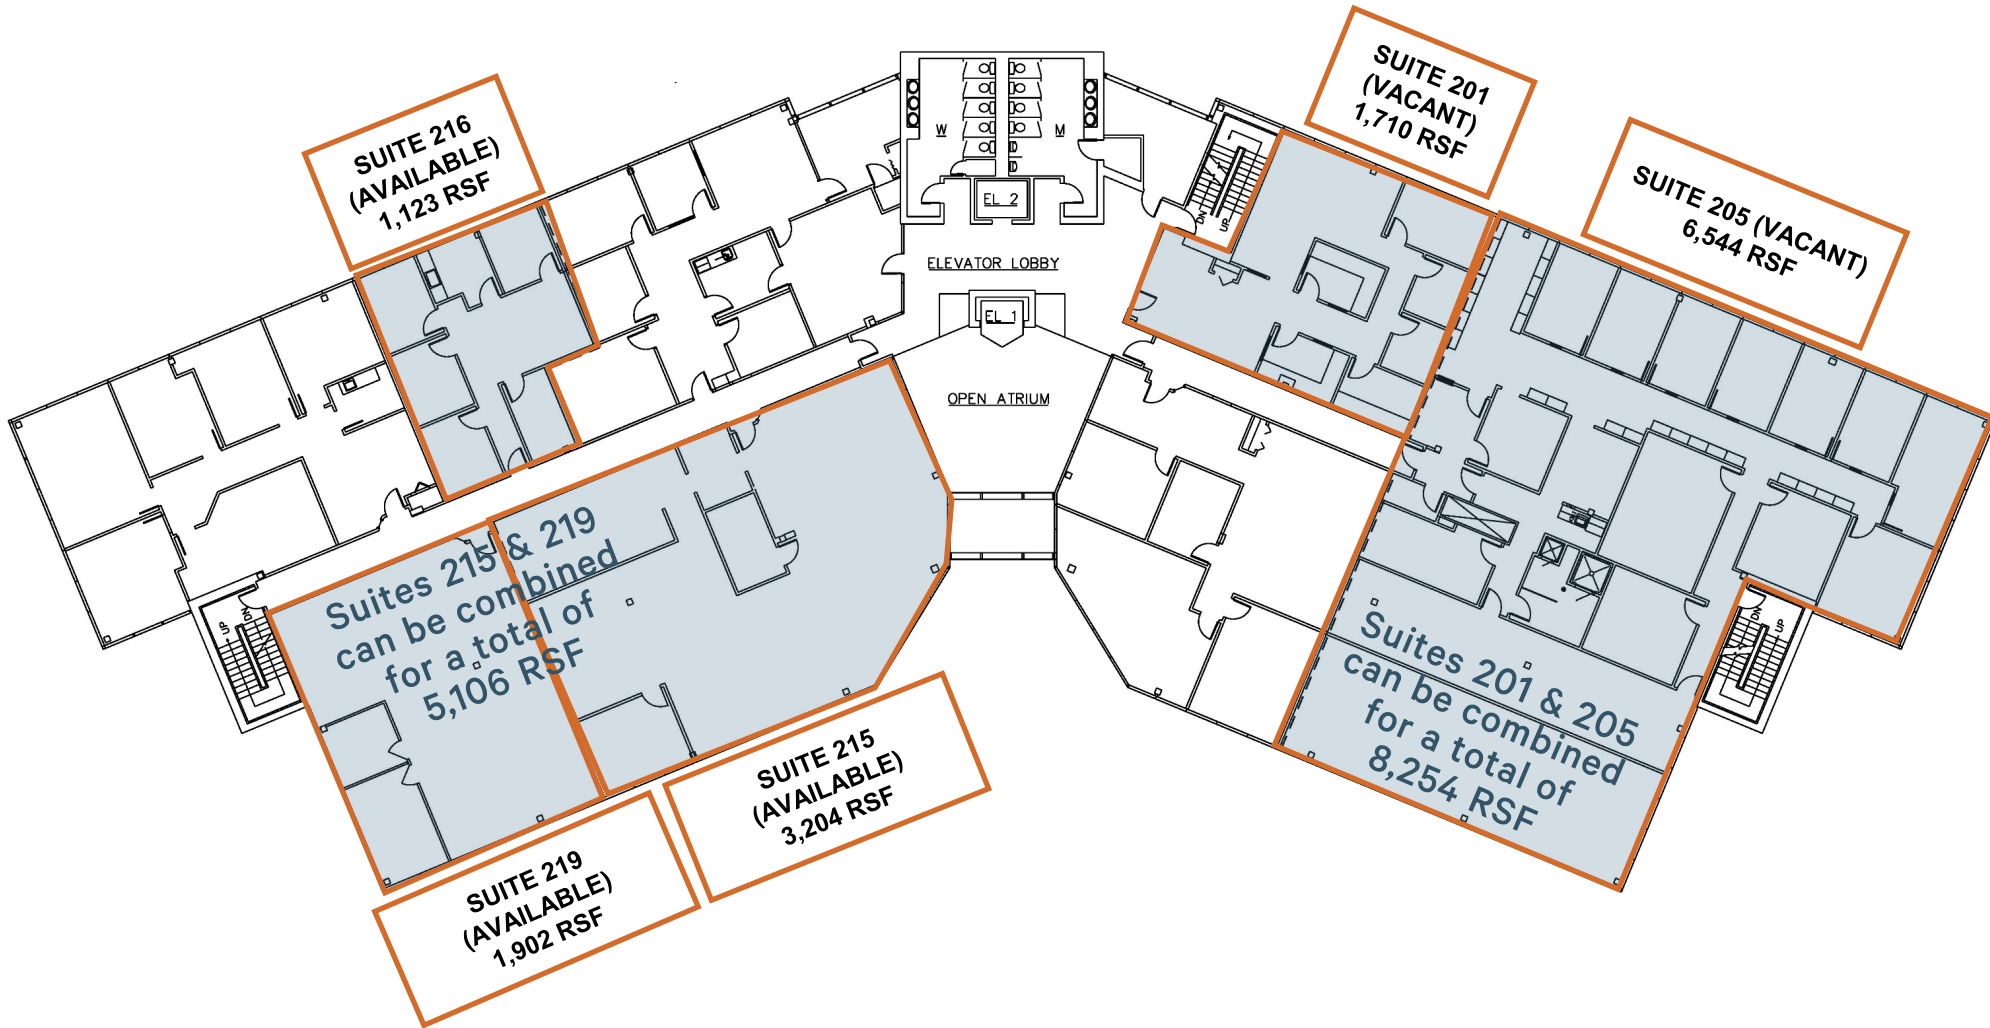 SUITE 216
(AVAILABLE)
1,123 RSF
SUITE 201
(VACANT)
1,710 RSF
SUITE 205 (VACANT)
6,544 RSF
W
M
EL 2
DN
UP
ELEVATOR LOBBY
EL 1
OPEN ATRIUM
Suites 215 & 219
can be combined
for a total of
5,106 RSF
UP
DN
Suites 201 & 205
can be combined
for a total of
8,254 RSF
DN
UP
SUITE 215
(AVAILABLE)
3,204 RSF
SUITE 219
(AVAILABLE)
1,902 RSF